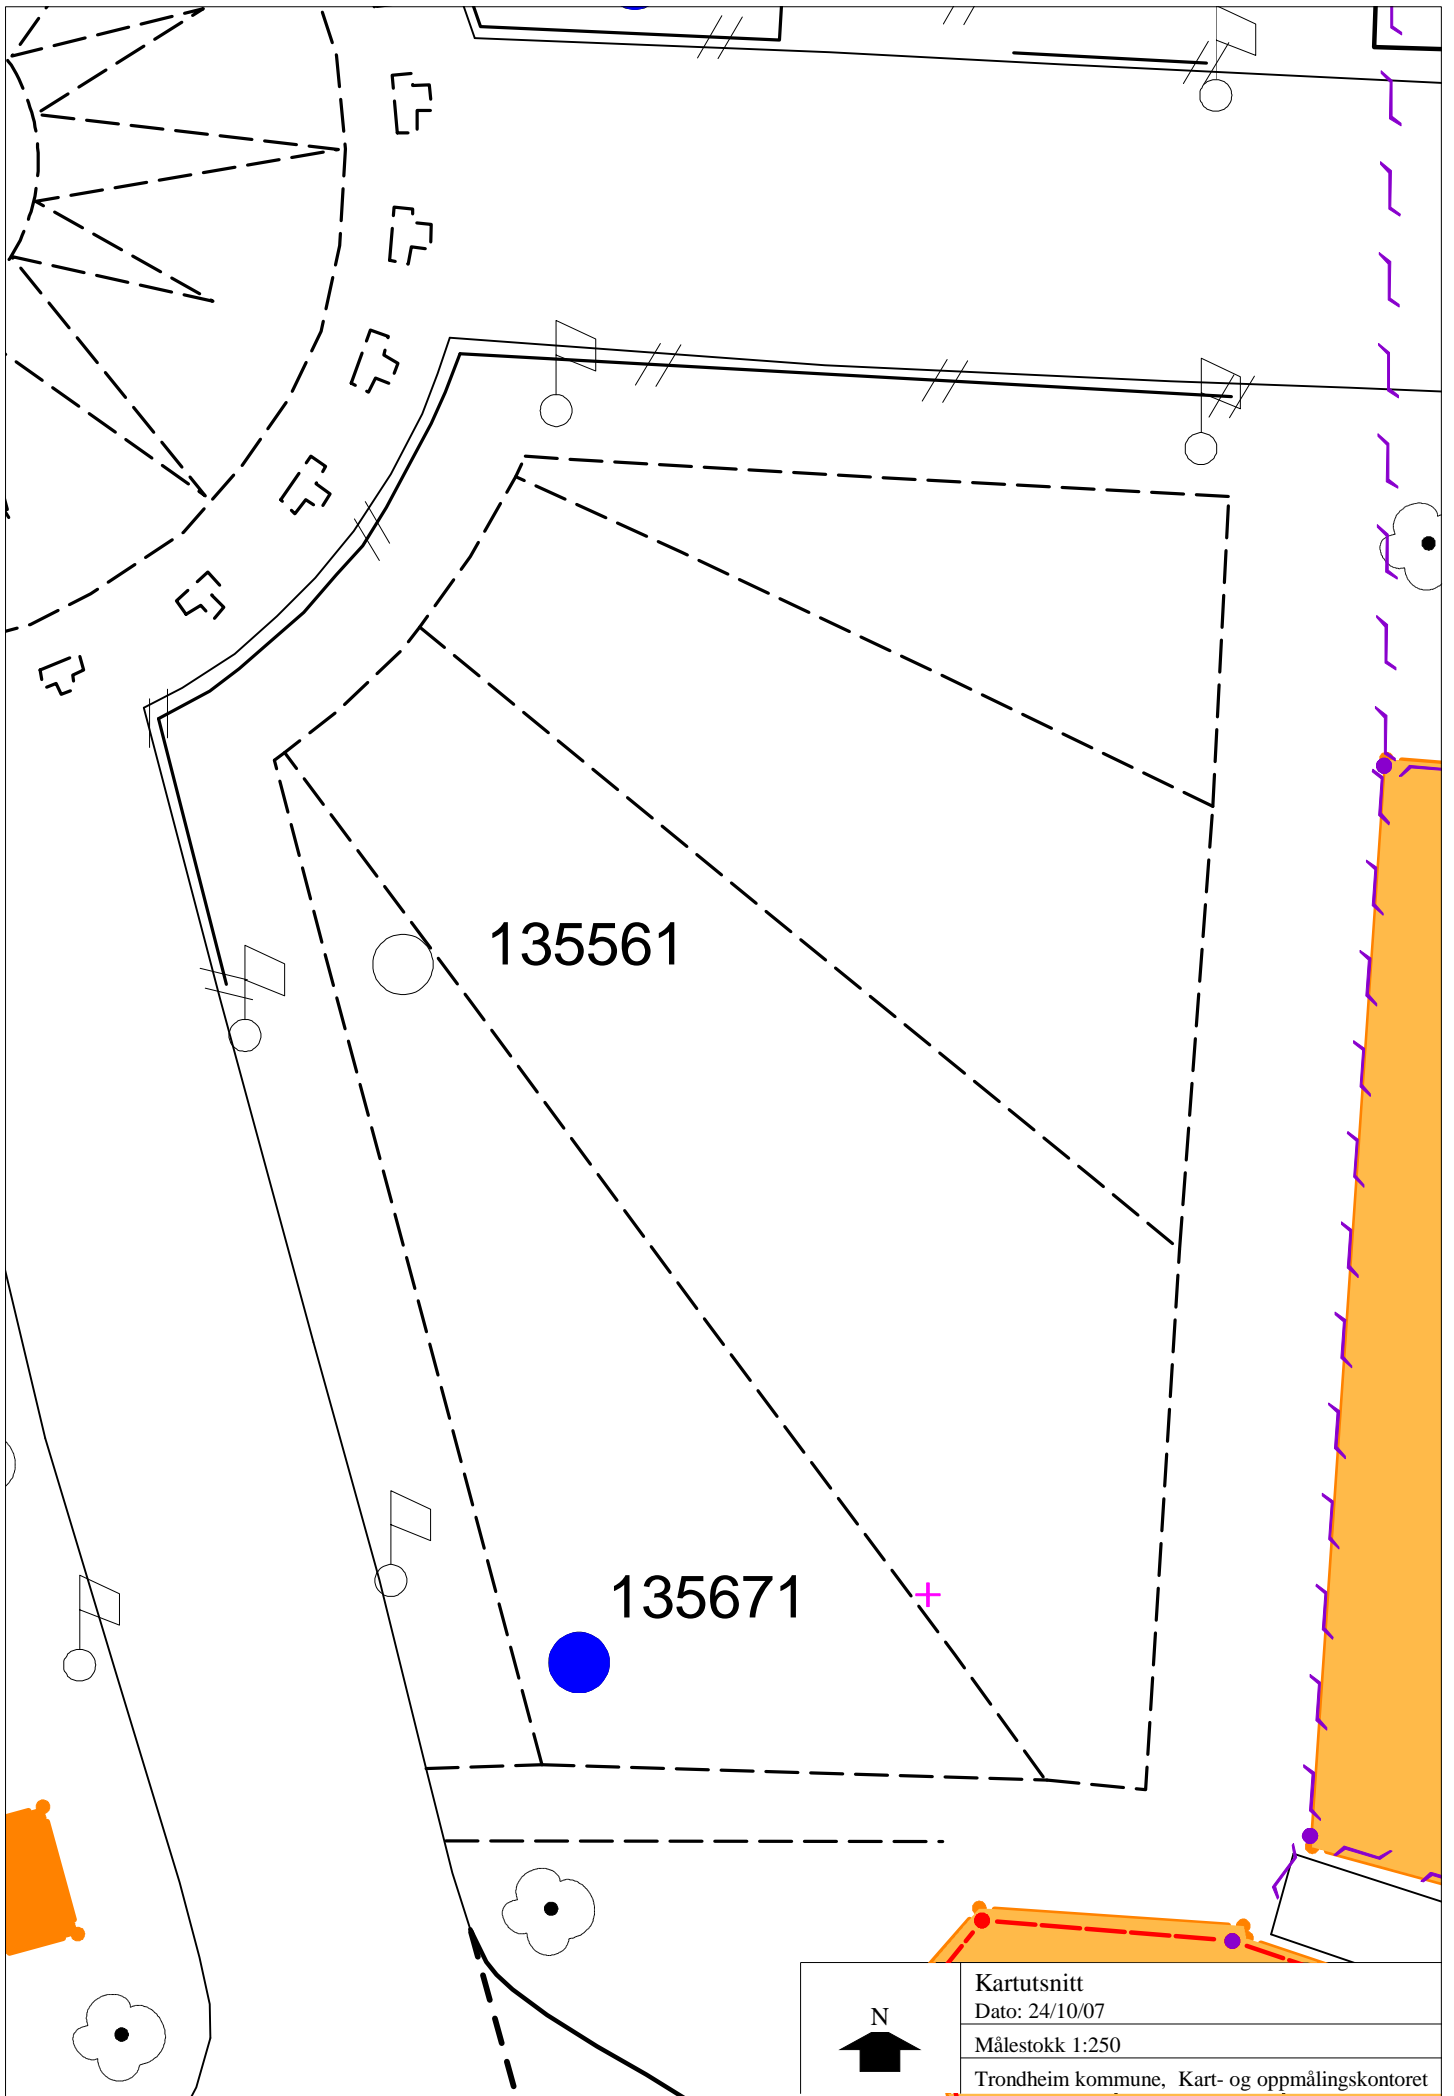 135561
135671
N
Kartutsnitt
Dato: 24/10/07
Målestokk 1:250
Trondheim kommune, Kart- og oppmålingskontoret